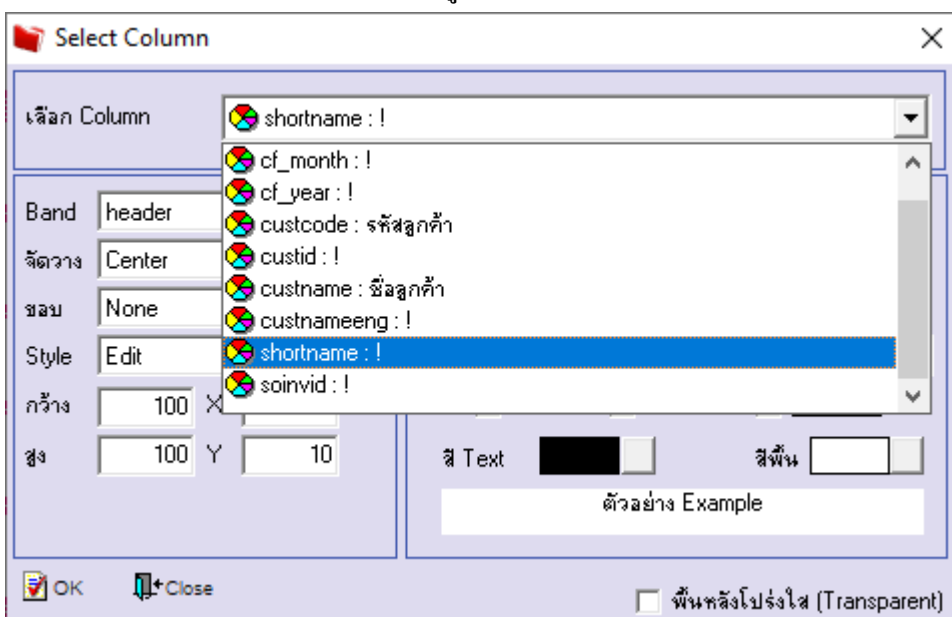 Select Column
เลือก Column
shortname : !
cf_month : !
cf_year : !
custcode : รหัสลูกค้า
custid : !
custname : ชื่อลูกค้า
custnameeng : !
shortname : !
soinvid : !
Band header
จัดวาง Center
ขอบ None
Style Edit
กว้าง 100 X
สูง 100 Y 10
สี Text
สีพื้น
ตัวอย่าง Example
OK Close
พื้นหลังโปร่งใส (Transparent)